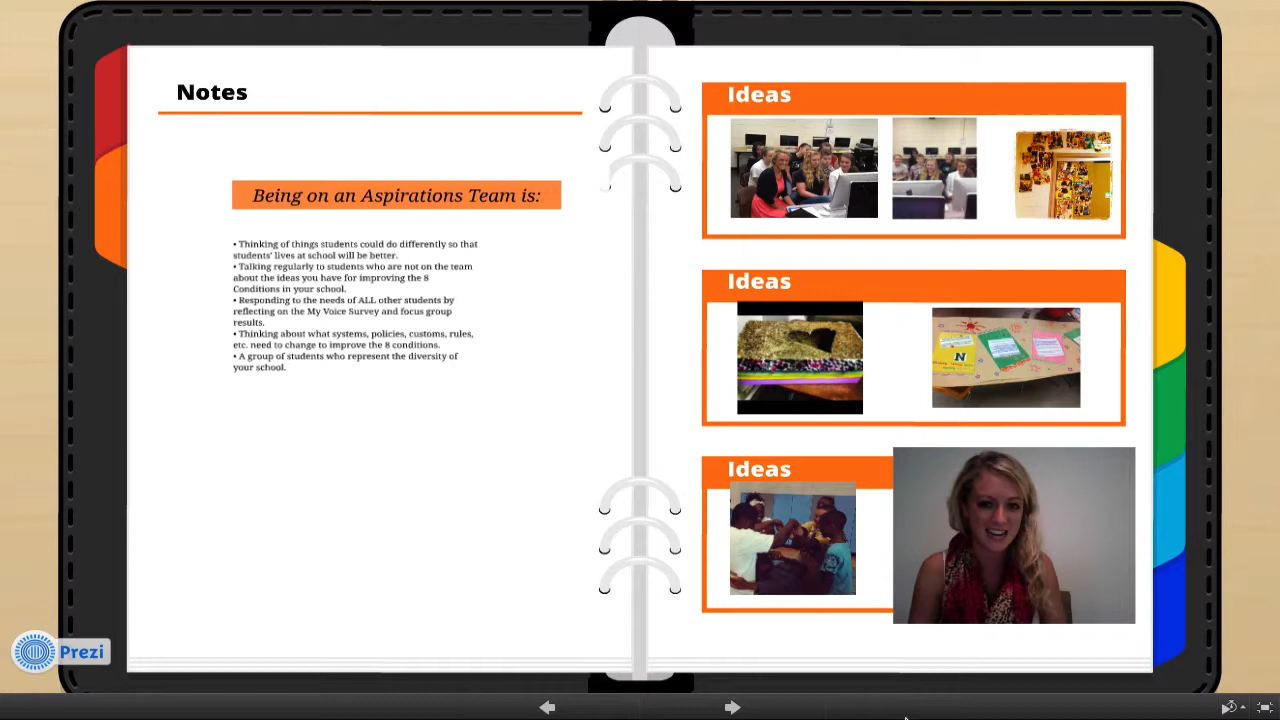 Notes
Being on an Aspirations Team is:
• Thinking of things students could do differently so that
students' lives at school will be better.
• Talking regularly to students who are not on the team
about the ideas you have for improving the 8
Conditions in your school.
• Responding to the needs of ALL other students by
reflecting on the My Voice Survey and focus group
results.
• Thinking about what systems, policies, customs, rules,
etc. need to change to improve the 8 conditions.
• A group of students who represent the diversity of
your school.
Ideas
Ideas
N
Ideas
Prezi